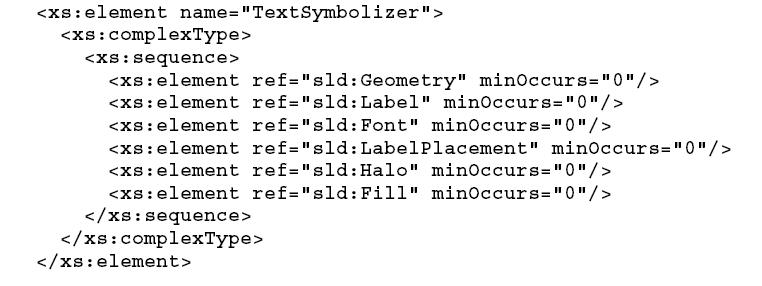 <xs:element name="TextSymbolizer">
  <xs:complexType>
    <xs:sequence>
      <xs:element ref="sld:Geometry" minOccurs="0"/>
      <xs:element ref="sld:Label" minOccurs="0"/>
      <xs:element ref="sld:Font" minOccurs="0"/>
      <xs:element ref="sld:LabelPlacement" minOccurs="0"/>
      <xs:element ref="sld:Halo" minOccurs="0"/>
      <xs:element ref="sld:Fill" minOccurs="0"/>
    </xs:sequence>
  </xs:complexType>
</xs:element>